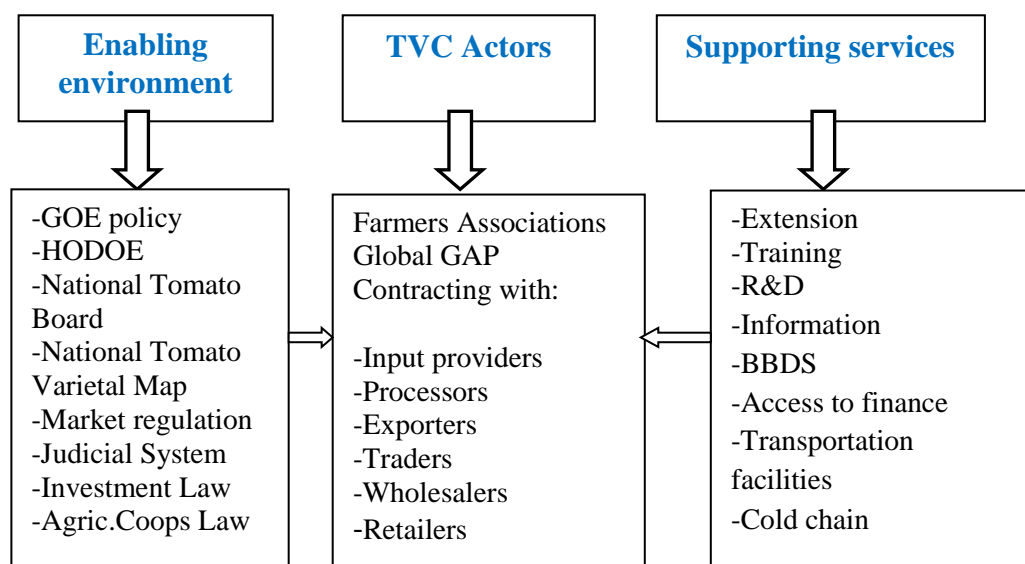 Enabling
environment
TVC Actors
Supporting services
-GOE policy
-HODOE
-National Tomato
Board
-National Tomato
Varietal Map
-Market regulation
-Judicial System
-Investment Law
-Agric.Coops Law
Farmers Associations
Global GAP
Contracting with:
-Input providers
-Processors
-Exporters
-Traders
-Wholesalers
-Retailers
-Extension
-Training
-R&D
-Information
-BBDS
-Access to finance
-Transportation
facilities
-Cold chain